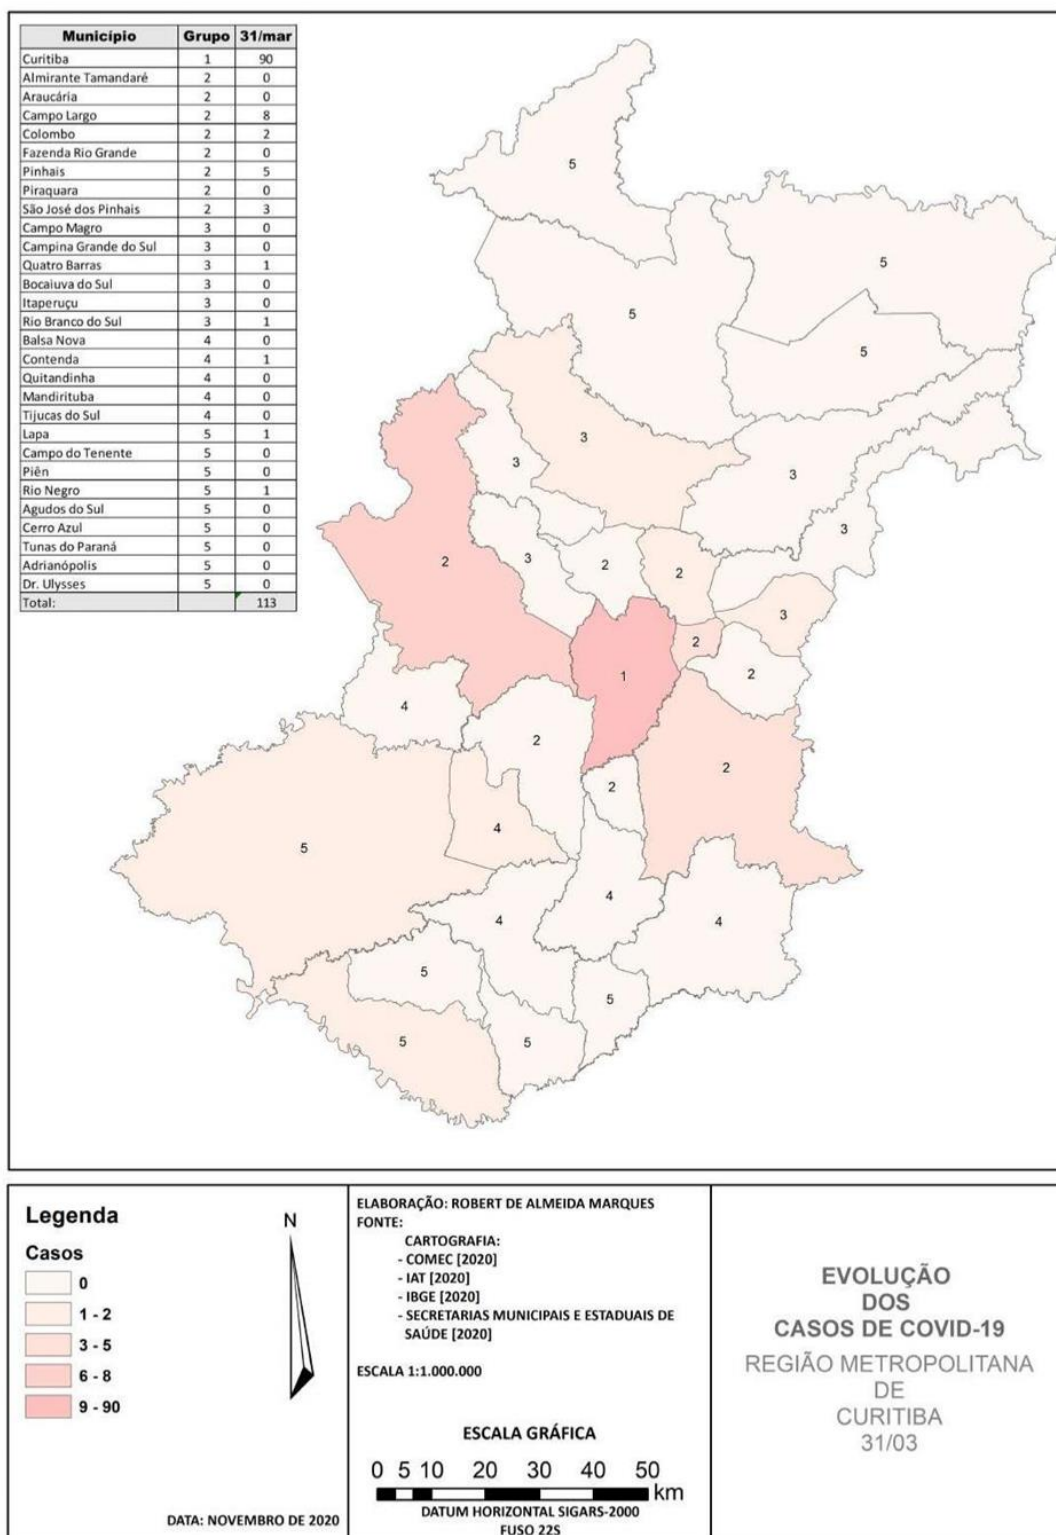 Município Grupo 31/mar
Curitiba 1 90
Almirante Tamandaré 2 0
Araucária 2 0
Campo Largo 2 8
Colombo 2 2
Fazenda Rio Grande 2 0
Pinhais 2 5
Piraquara 2 0
São José dos Pinhais 2 3
Campo Magro 3 0
Campina Grande do Sul 3 0
Quatro Barras 3 1
Bocaiuva do Sul 3 0
Itaperuçu 3 0
Rio Branco do Sul 3 1
Balsa Nova 4 0
Contenda 4 1
Quitandinha 4 0
Mandirituba 4 0
Tijucas do Sul 4 0
Lapa 5 1
Campo do Tenente 5 0
Piên 5 0
Rio Negro 5 1
Agudos do Sul 5 0
Cerro Azul 5 0
Tunas do Paraná 5 0
Adrianópolis 5 0
Dr. Ulysses 5 0
Total: 113
5
5
5
5
3
3
3
3
2
3
2
2
3
2
2
1
4
2
2
2
4
5
4
4
4
5
5
5
5
Legenda
Casos
0
1 - 2
3 - 5
6 - 8
9 - 90
N
DATA: NOVEMBRO DE 2020
ELABORAÇÃO: ROBERT DE ALMEIDA MARQUES
FONTE:
CARTOGRAFIA:
- COMEC [2020]
- IAT [2020]
- IBGE [2020]
- SECRETARIAS MUNICIPAIS E ESTADUAIS DE
SAÚDE [2020]
ESCALA 1:1.000.000
ESCALA GRÁFICA
0 5 10 20 30 40 50
km
DATUM HORIZONTAL SIGARS-2000
FUSO 22S
EVOLUÇÃO
DOS
CASOS DE COVID-19
REGIÃO METROPOLITANA
DE
CURITIBA
31/03